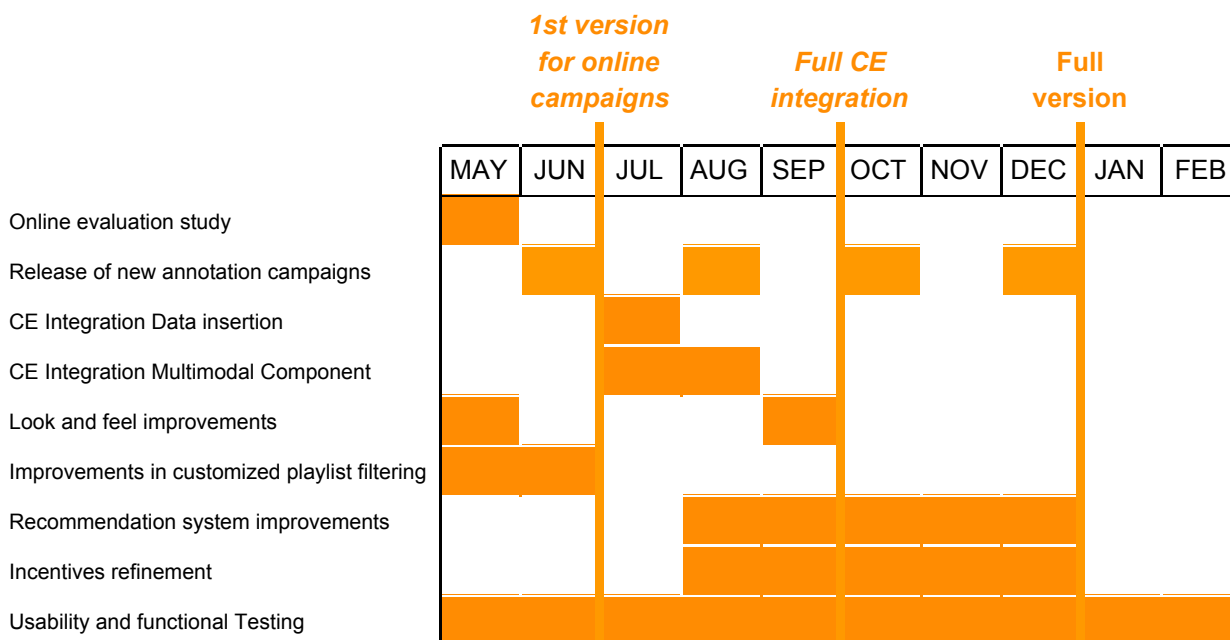 1st version
for online
campaigns
Full CE
integration
Full
version
MAY JUN JUL AUG SEP OCT NOV DEC JAN FEB
Online evaluation study
Release of new annotation campaigns
CE Integration Data insertion
CE Integration Multimodal Component
Look and feel improvements
Improvements in customized playlist filtering
Recommendation system improvements
Incentives refinement
Usability and functional Testing